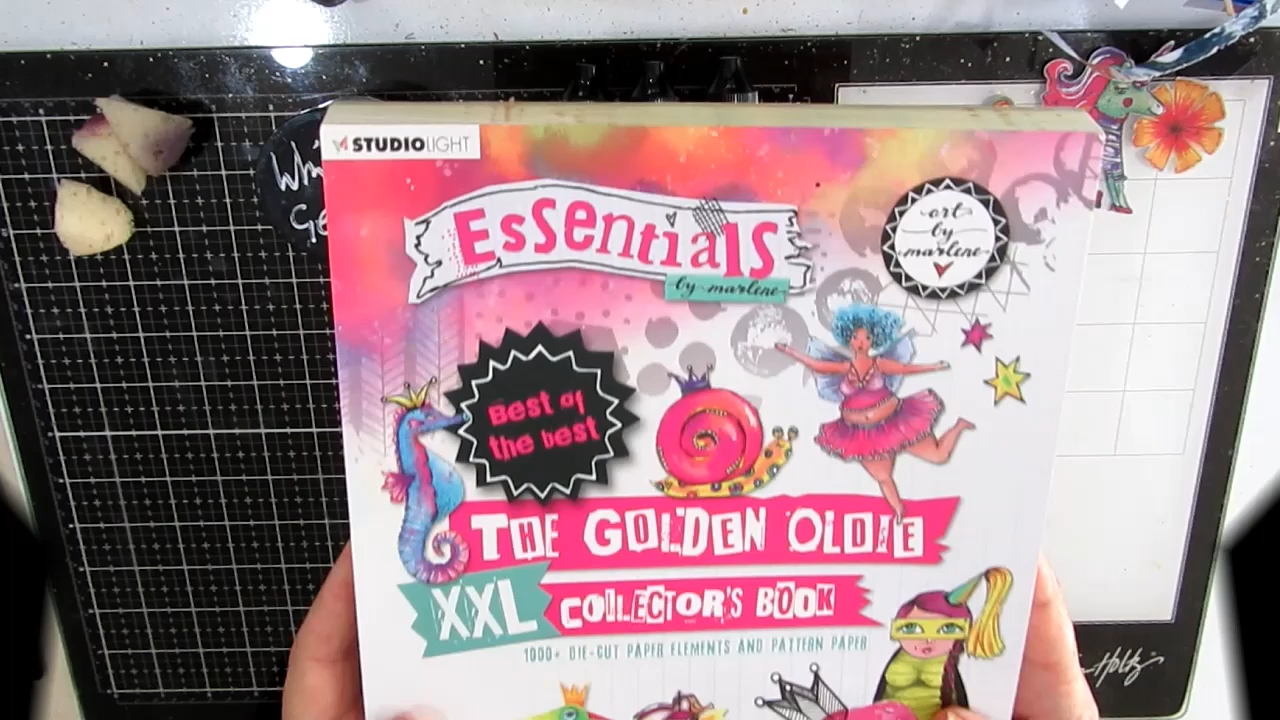 STUDIOLIGHT
Essentials
by marlene
art
by
marlene
Best of
the best
THE GOLDEN OLDIE
XXL COLLECTOR'S BOOK
1000+ DIE-CUT PAPER ELEMENTS AND PATTERN PAPER
Holtz